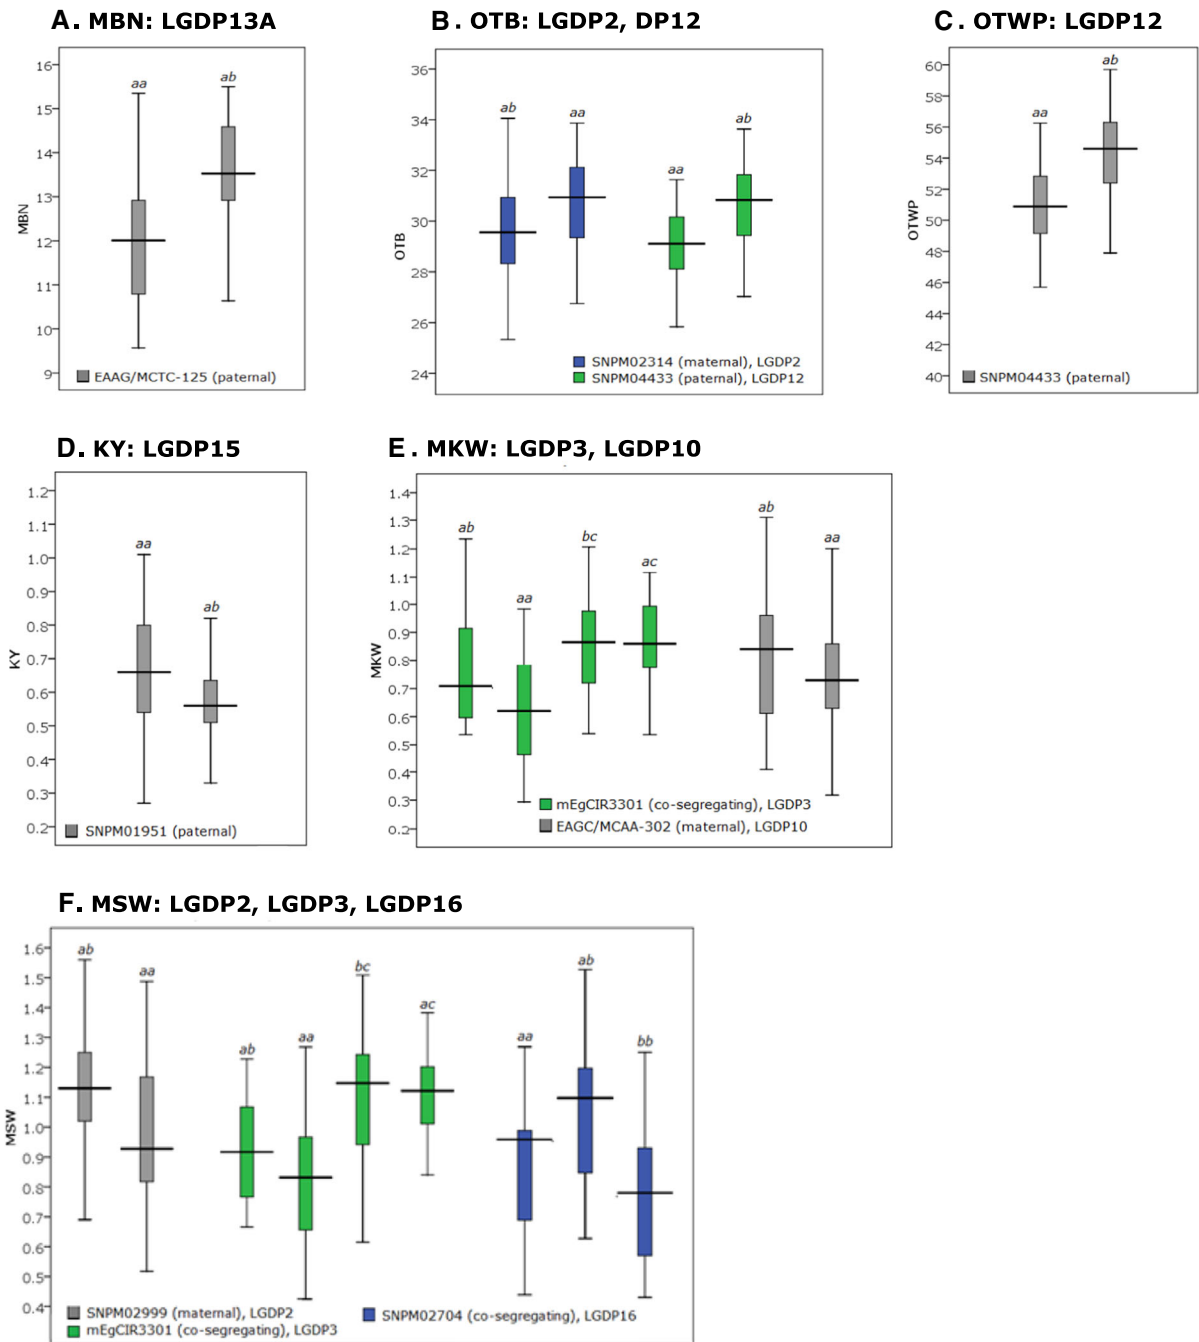 A. MBN: LGDP13A
16
15
14
13
12
11
10
9
MBN
aa
ab
EAAG/MCTC-125 (paternal)
B. OTB: LGDP2, DP12
36
34
32
30
28
26
24
OTB
ab
aa
aa
ab
SNPM02314 (maternal), LGDP2
SNPM04433 (paternal), LGDP12
C. OTWP: LGDP12
60
58
56
54
52
50
48
46
44
42
40
OTWP
aa
ab
SNPM04433 (paternal)
D. KY: LGDP15
1.2
1.1
1.0
0.9
0.8
0.7
0.6
0.5
0.4
0.3
0.2
KY
aa
ab
SNPM01951 (paternal)
E. MKW: LGDP3, LGDP10
1.4
1.3
1.2
1.1
1.0
0.9
0.8
0.7
0.6
0.5
0.4
0.3
0.2
MKW
ab
aa
bc
ac
ab
aa
mEgCIR3301 (co-segregating), LGDP3
EAGC/MCAA-302 (maternal), LGDP10
F. MSW: LGDP2, LGDP3, LGDP16
1.6
1.5
1.4
1.3
1.2
1.1
1.0
0.9
0.8
0.7
0.6
0.5
0.4
MSW
ab
aa
ab
aa
bc
ac
aa
ab
bb
SNPM02999 (maternal), LGDP2
SNPM02704 (co-segregating), LGDP16
mEgCIR3301 (co-segregating), LGDP3